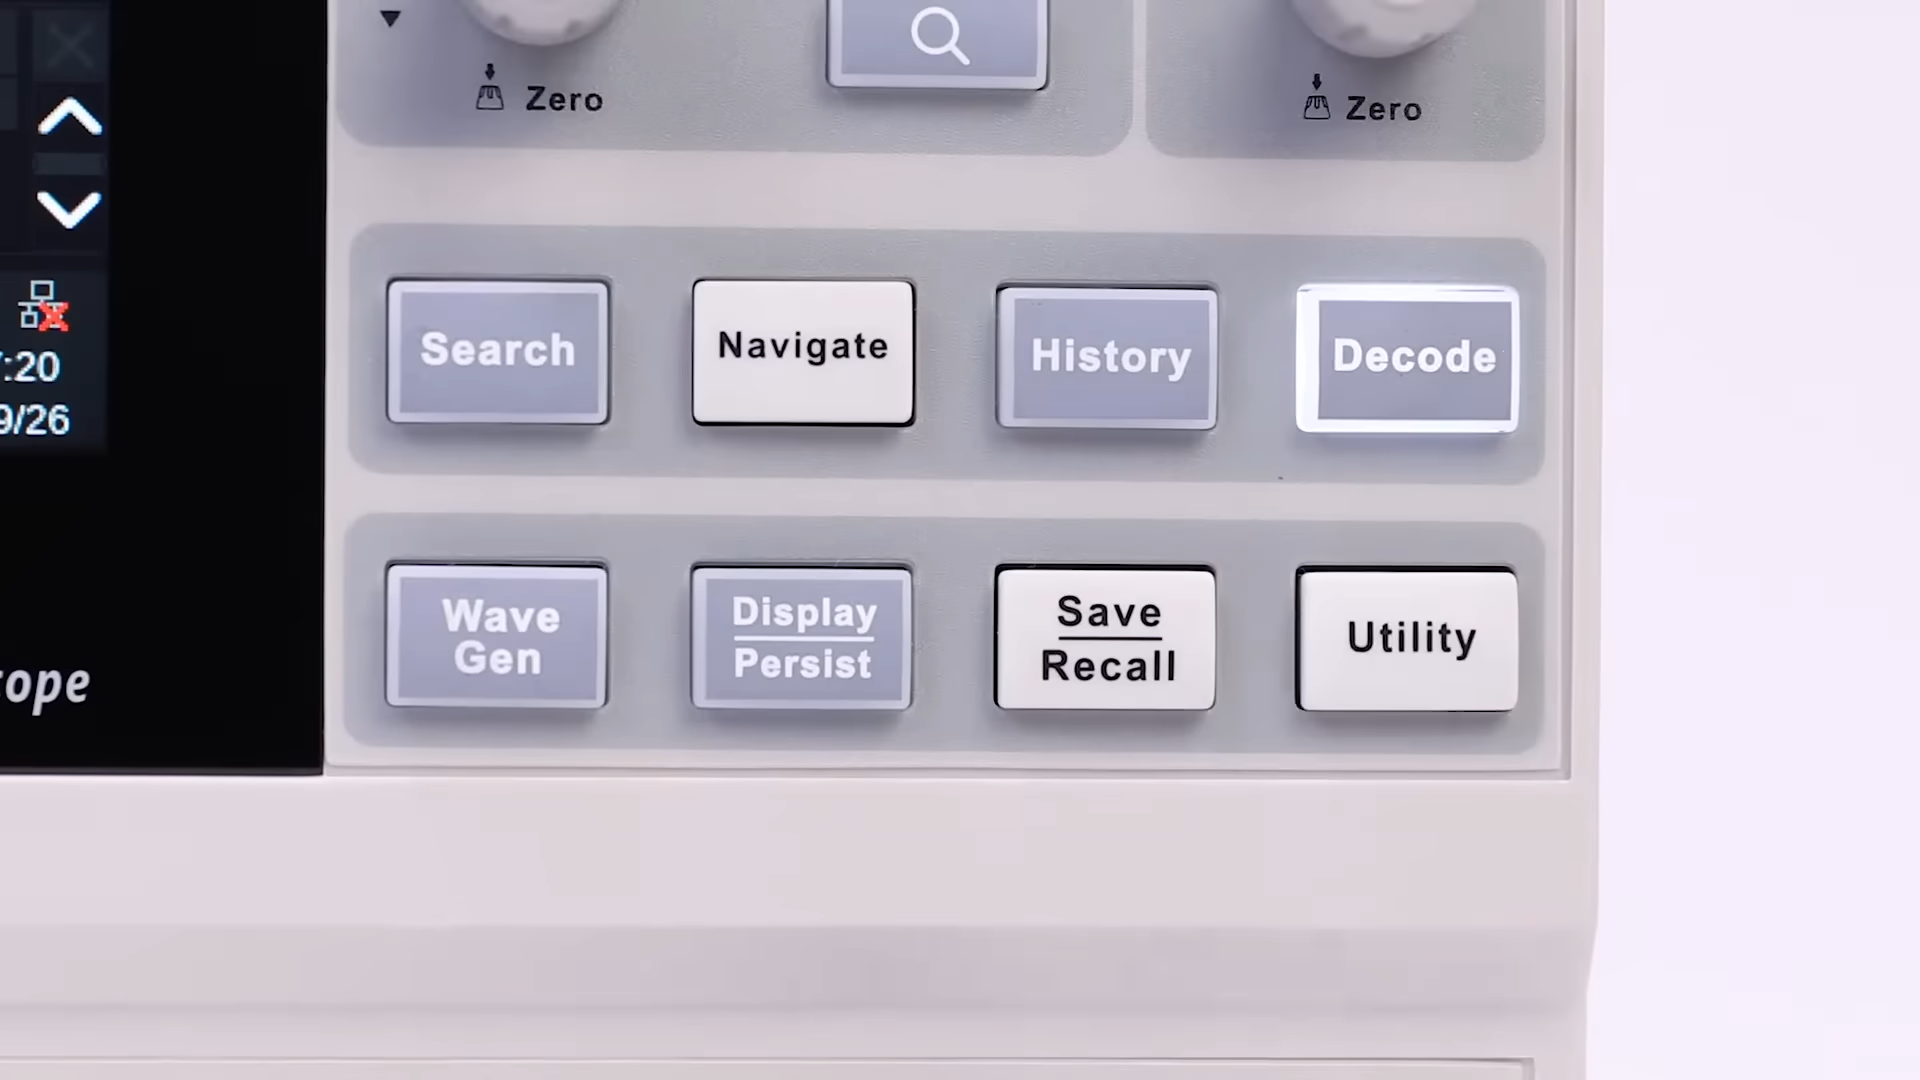 Zero
Zero
Search
Navigate
History
Decode
:20
9/26
Wave
Gen
Display
Persist
Save
Recall
Utility
ope